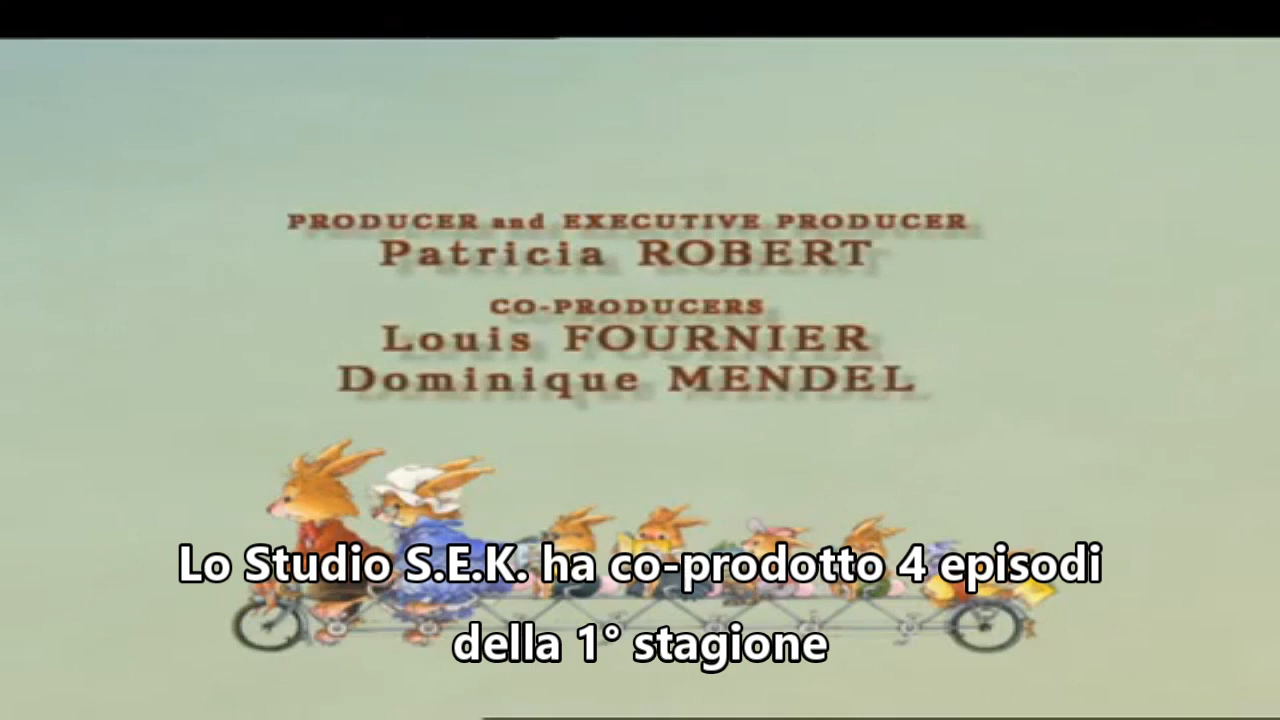 PRODUCER and EXECUTIVE PRODUCER
Patricia ROBERT
CO-PRODUCERS
Louis FOURNIER
Dominique MENDEL
Lo Studio S.E.K. ha co-prodotto 4 episodi
della 1° stagione